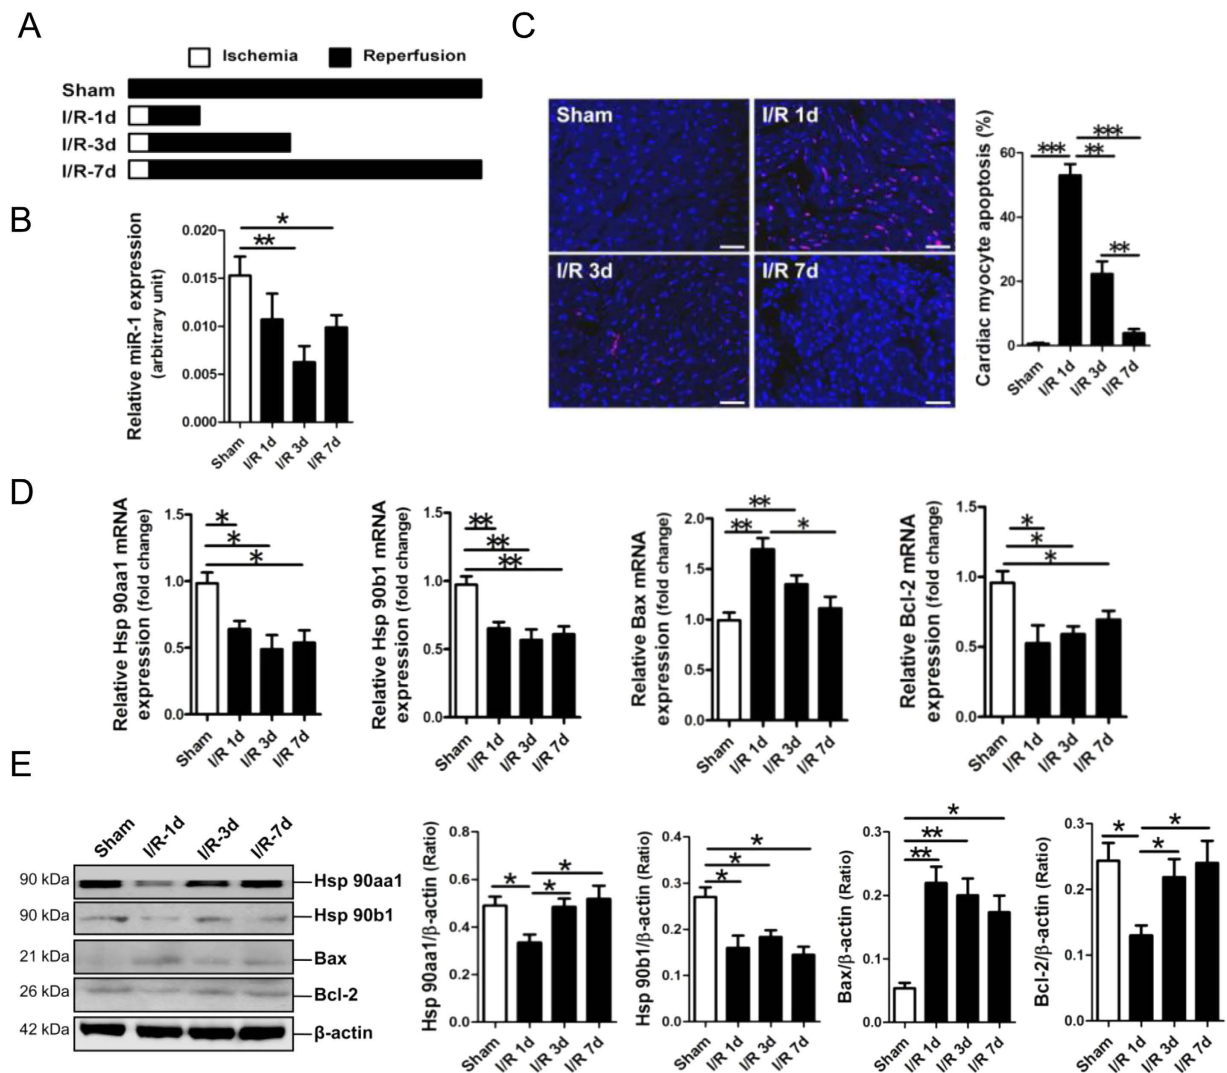 A
Ischemia Reperfusion
Sham
I/R-1d
I/R-3d
I/R-7d
B
Relative miR-1 expression
(arbitrary unit)
0.020
0.015
0.010
0.005
0.000
*
**
Sham I/R 1d I/R 3d I/R 7d
C
Sham I/R 1d
I/R 3d I/R 7d
Cardiac myocyte apoptosis (%)
60
40
20
0
***
*** **
**
Sham I/R 1d I/R 3d I/R 7d
D
Relative Hsp 90aa1 mRNA
expression (fold change)
1.5
1.0
0.5
0.0
*
*
*
Sham I/R 1d I/R 3d I/R 7d
Relative Hsp 90b1 mRNA
expression (fold change)
1.5
1.0
0.5
0.0
**
**
**
Sham I/R 1d I/R 3d I/R 7d
Relative Bax mRNA
expression (fold change)
2.0
1.5
1.0
0.5
0.0
**
** *
Sham I/R 1d I/R 3d I/R 7d
Relative Bcl-2 mRNA
expression (fold change)
1.5
1.0
0.5
0.0
*
*
*
Sham I/R 1d I/R 3d I/R 7d
E
Sham I/R-1d I/R-3d I/R-7d
90 kDa Hsp 90aa1
90 kDa Hsp 90b1
21 kDa Bax
26 kDa Bcl-2
42 kDa β-actin
Hsp 90aa1/β-actin (Ratio)
0.8
0.6
0.4
0.2
0.0
*
* *
Sham I/R 1d I/R 3d I/R 7d
Hsp 90b1/β-actin (Ratio)
0.4
0.3
0.2
0.1
0.0
*
*
*
Sham I/R 1d I/R 3d I/R 7d
Bax/β-actin (Ratio)
0.3
0.2
0.1
0.0
*
**
**
Sham I/R 1d I/R 3d I/R 7d
Bcl-2/β-actin (Ratio)
0.3
0.2
0.1
0.0
* *
*
Sham I/R 1d I/R 3d I/R 7d